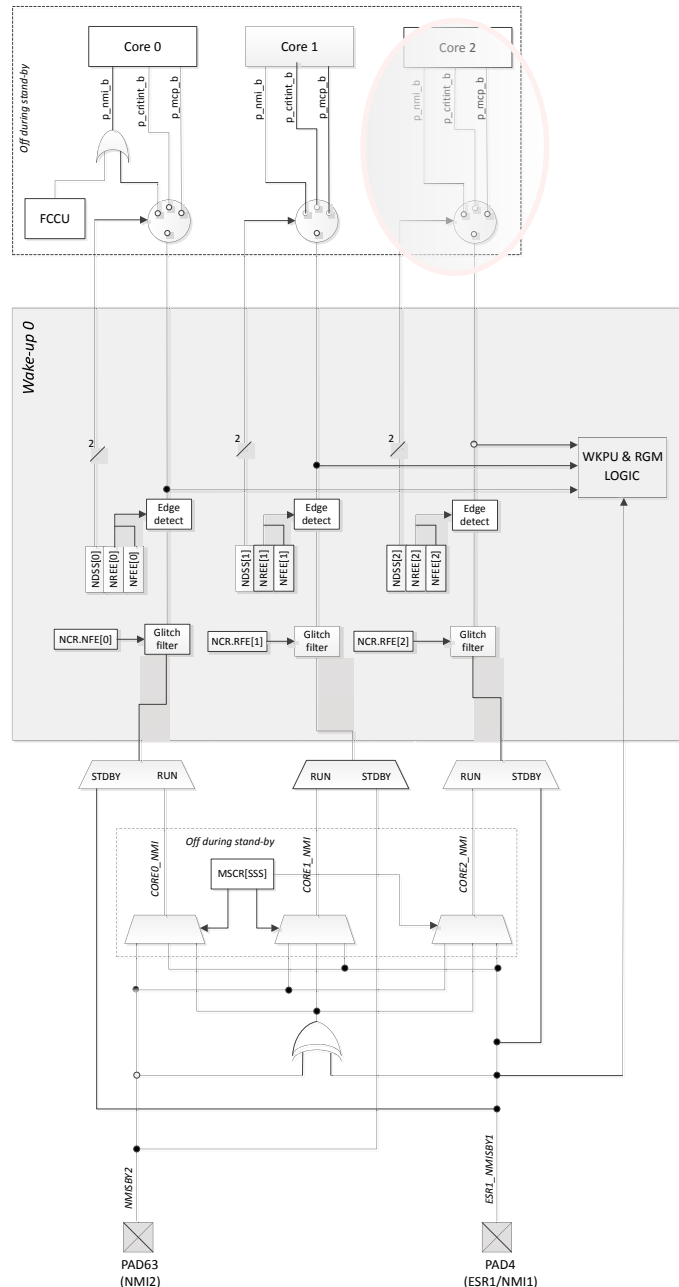 Off during stand-by
Core 0
Core 1
Core 2
p_nmi_b
p_critint_b
p_mcp_b
p_nmi_b
p_critint_b
p_mcp_b
p_nmi_b
p_critint_b
p_mcp_b
FCCU
Wake-up 0
2
2
2
WKPU & RGM
LOGIC
Edge
detect
Edge
detect
Edge
detect
NDSS[0]
NREE[0]
NFEE[0]
NDSS[1]
NREE[1]
NFEE[1]
NDSS[2]
NREE[2]
NFEE[2]
NCR.NFE[0]
Glitch
filter
NCR.RFE[1]
Glitch
filter
NCR.RFE[2]
Glitch
filter
STDBY RUN
RUN STDBY
RUN STDBY
CORE0_NMI
Off during stand-by
CORE1_NMI
CORE2_NMI
MSCR[SSS]
NMISBY2
ESR1_NMISBY1
PAD63
(NMI2)
PAD4
(ESR1/NMI1)